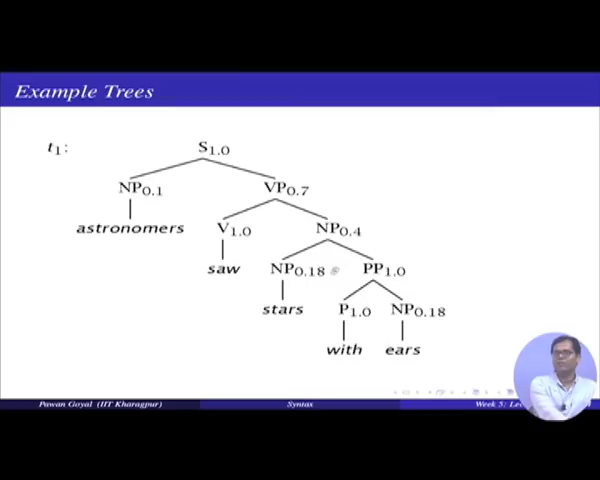 Example Trees
t1:
S1.0
NP0.1 VP0.7
astronomers V1.0 NP0.4
saw NP0.18 PP1.0
stars P1.0 NP0.18
with ears
Pawan Goyal (IIT Kharagpur) Syntax Week 5: